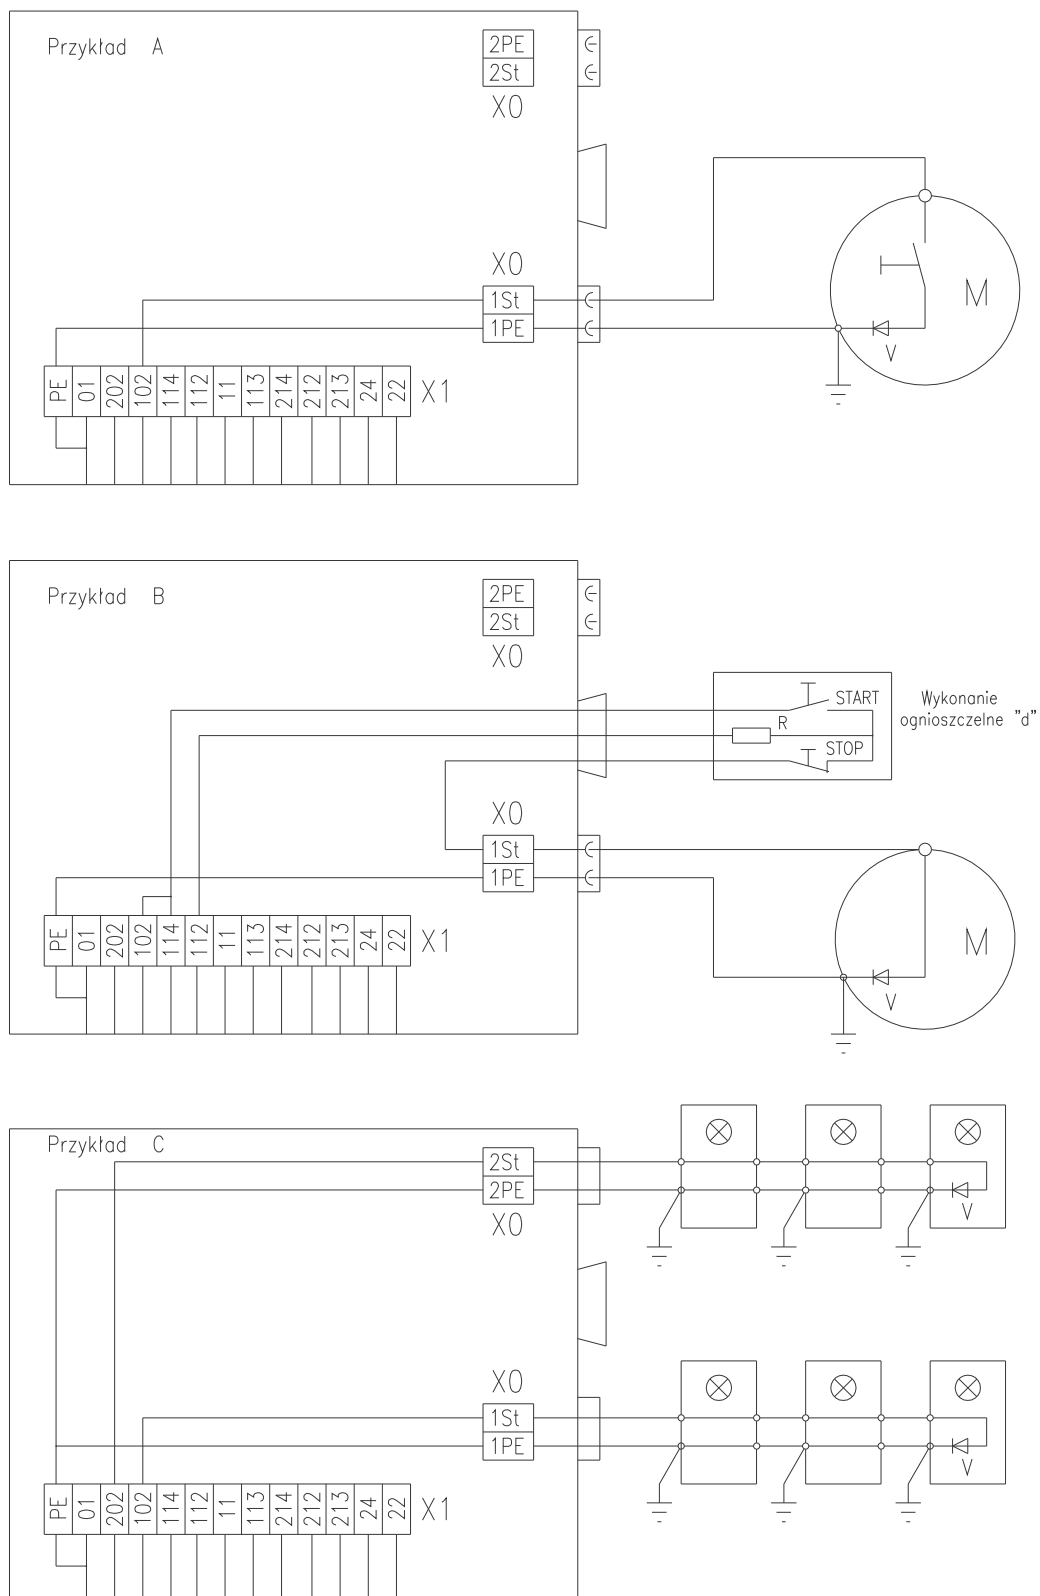 Przykład A
2PE
2St
X0
X0
1St
1PE
M
V
PE 01 202 102 114 112 11 113 214 212 213 24 22 X1
Przykład B
2PE
2St
X0
START
R
STOP
Wykonanie
ognioszczelne "d"
X0
1St
1PE
M
V
PE 01 202 102 114 112 11 113 214 212 213 24 22 X1
Przykład C
2St
2PE
X0
V
X0
1St
1PE
V
PE 01 202 102 114 112 11 113 214 212 213 24 22 X1